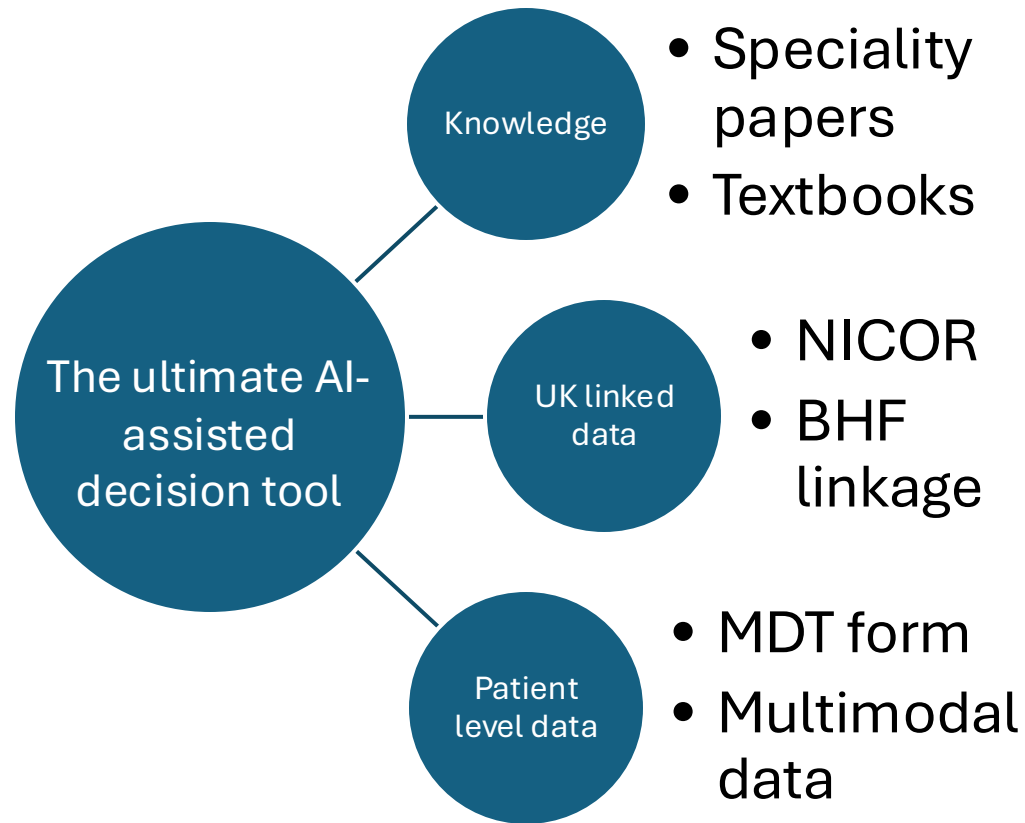 Knowledge
• Speciality
papers
• Textbooks
The ultimate AI-
assisted
decision tool
UK linked
data
• NICOR
• BHF
linkage
Patient
level data
• MDT form
• Multimodal
data